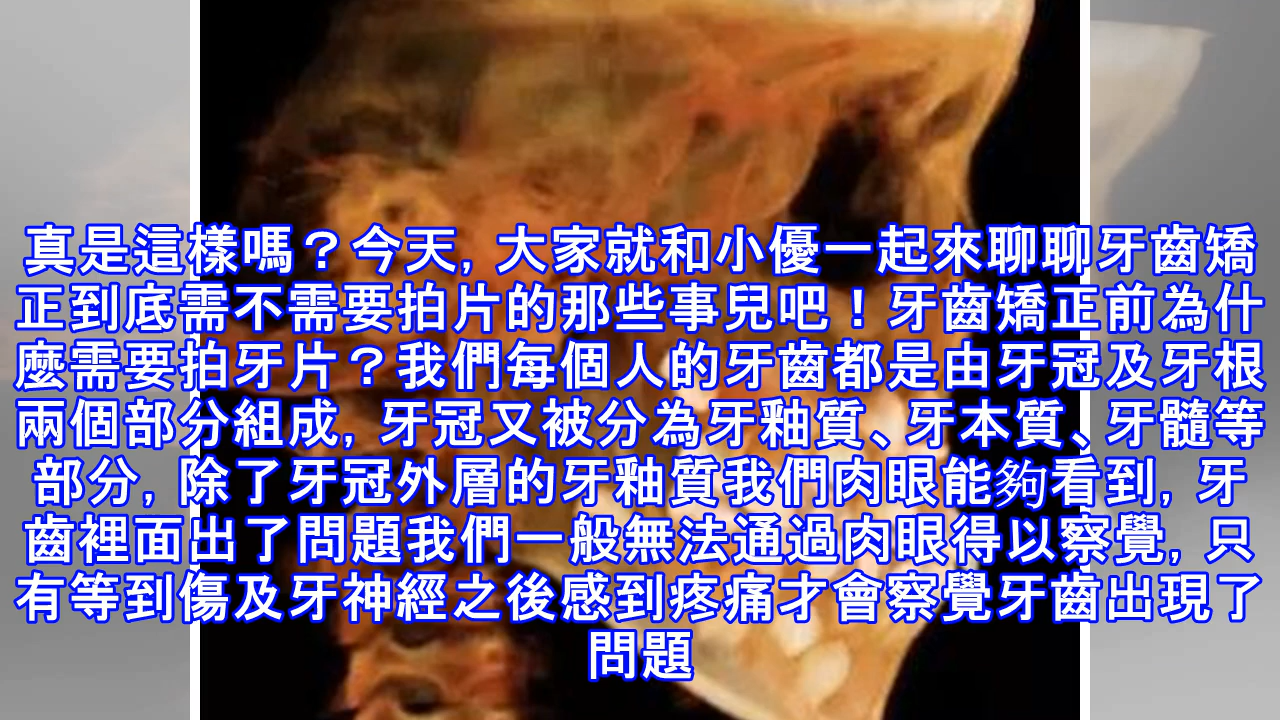 真是這樣嗎？今天, 大家就和小優一起來聊聊牙齒矯
正到底需不需要拍片的那些事兒吧！牙齒矯正前為什
麼需要拍牙片？我們每個人的牙齒都是由牙冠及牙根
兩個部分組成, 牙冠又被分為牙釉質、牙本質、牙髓等
部分, 除了牙冠外層的牙釉質我們肉眼能夠看到, 牙
齒裡面出了問題我們一般無法通過肉眼得以察覺, 只
有等到傷及牙神經之後感到疼痛才會察覺牙齒出現了
問題